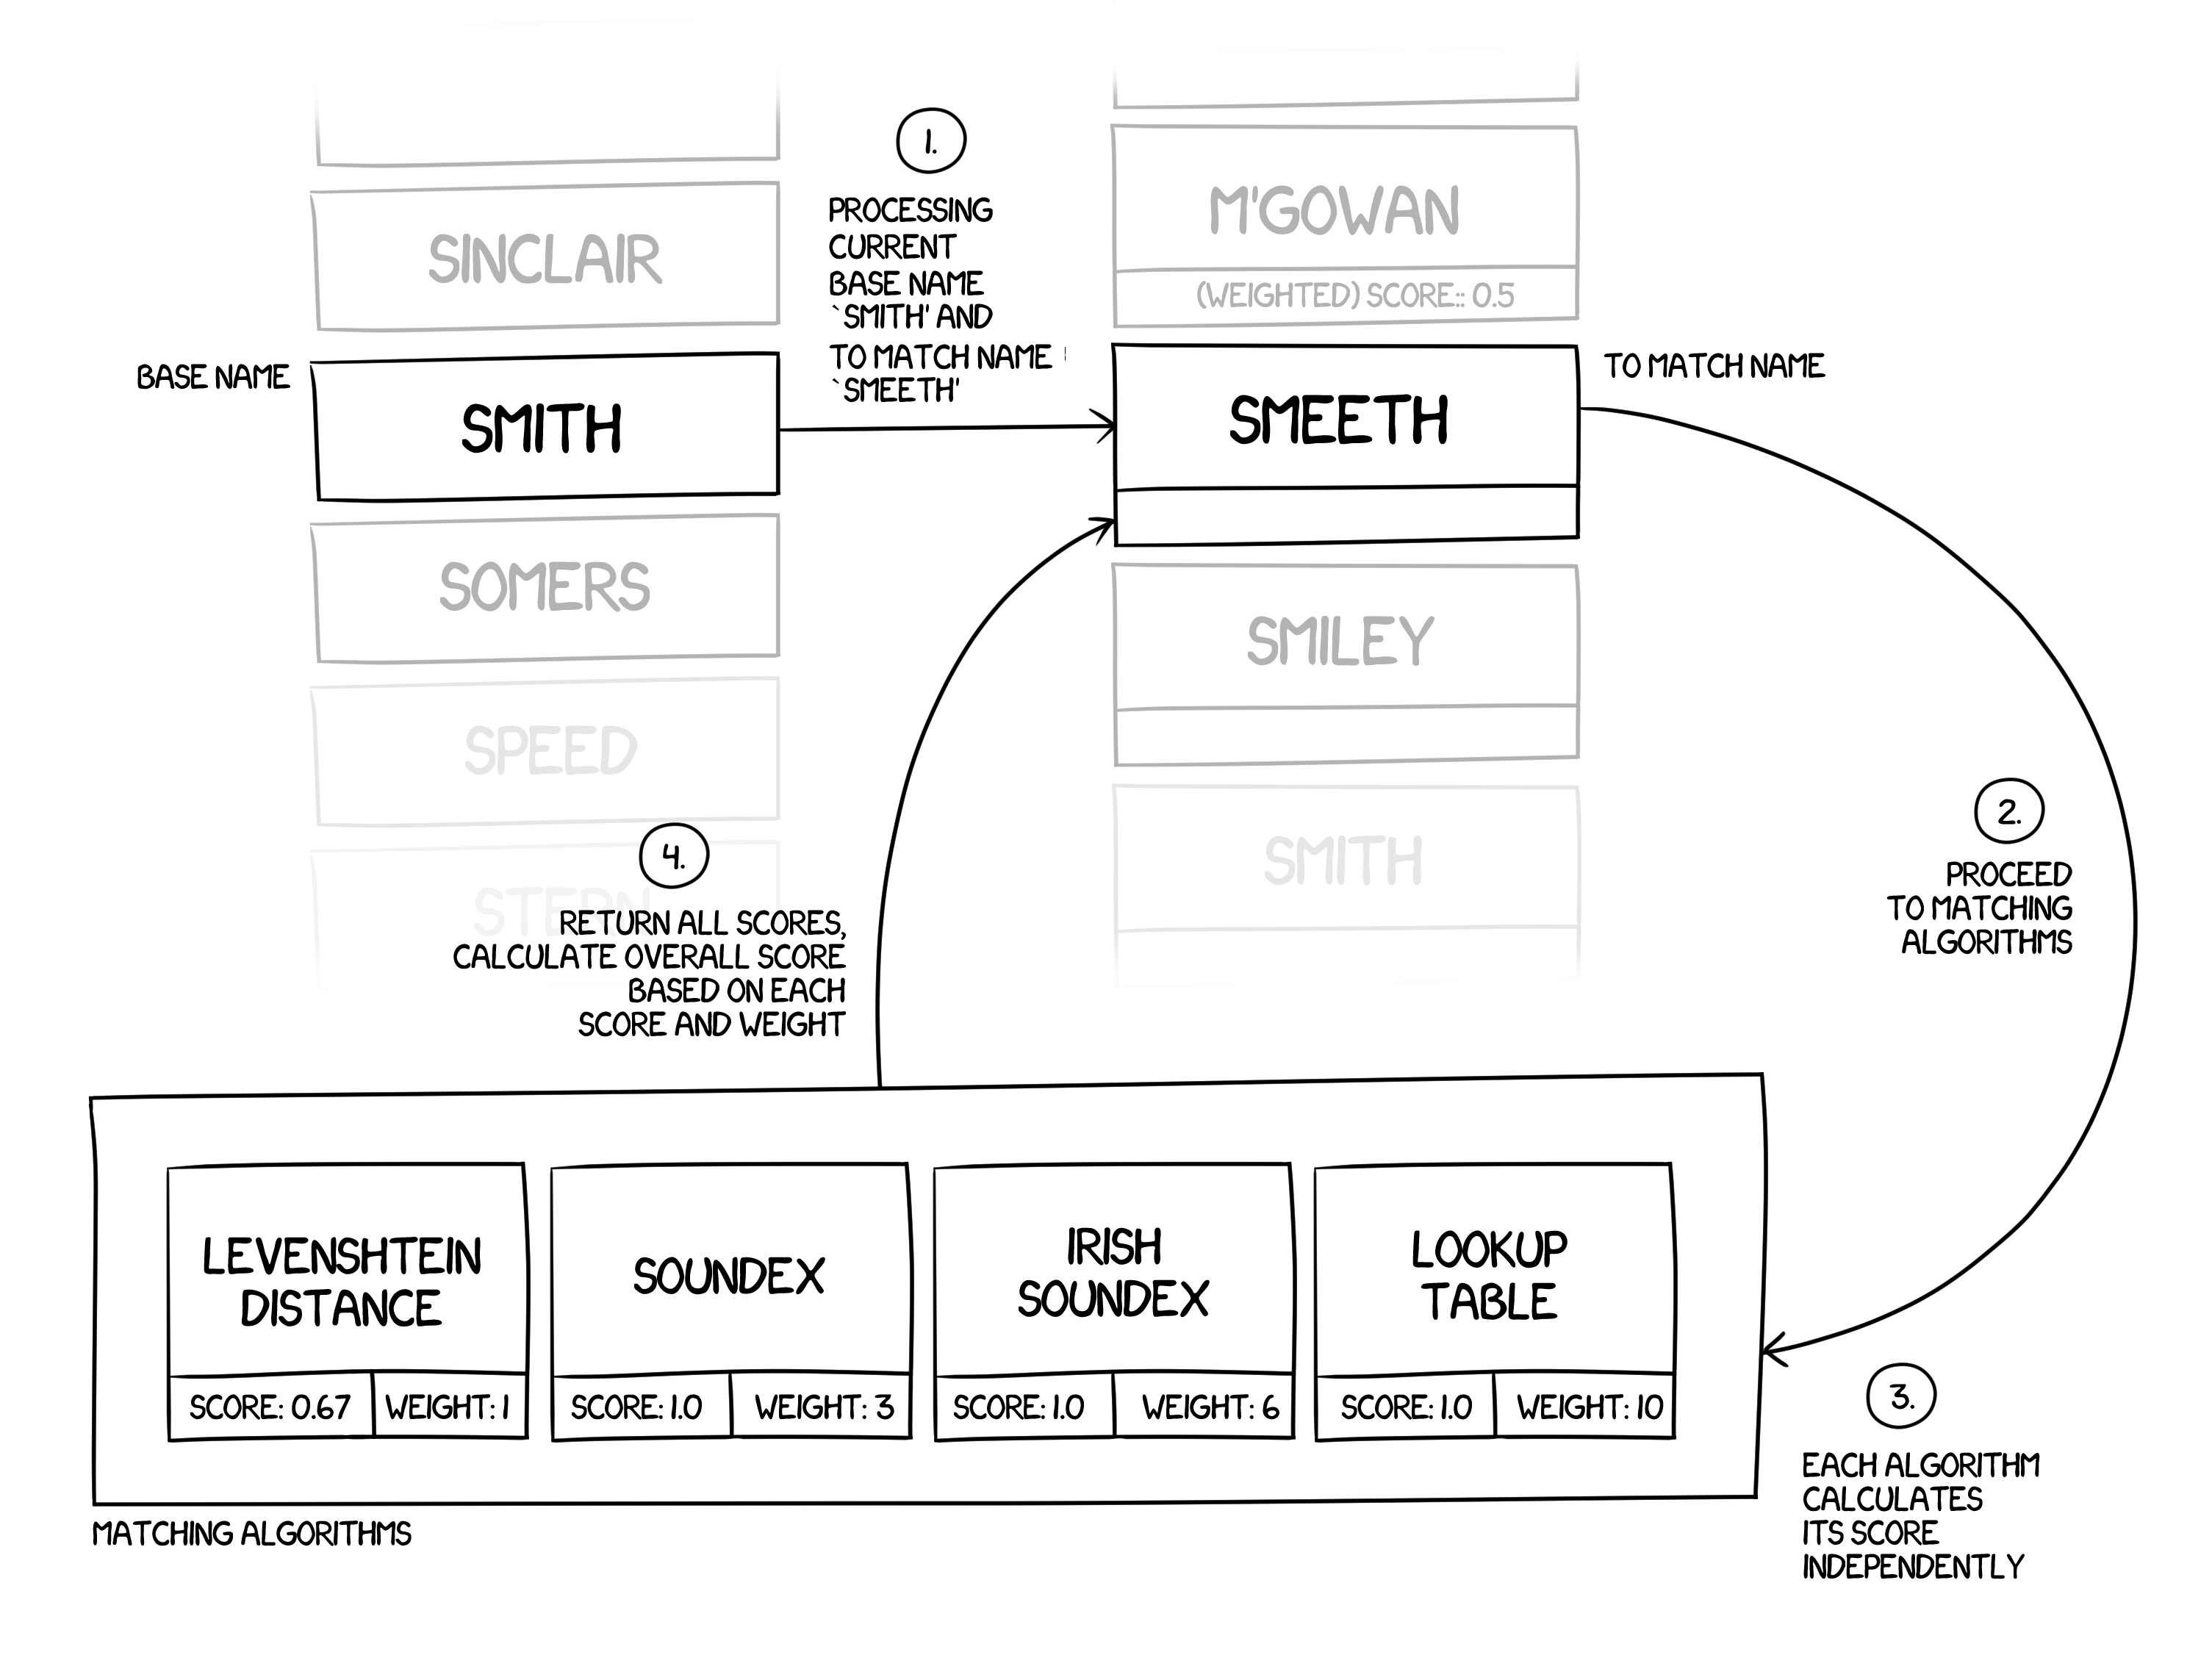 1.
PROCESSING
CURRENT
BASE NAME
`SMITH' AND
TO MATCH NAME
`SMEETH'
BASE NAME
SINCLAIR
SMITH
SOMERS
SPEED
STERN
M'GOWAN
(WEIGHTED) SCORE:: 0.5
SMEETH
TO MATCH NAME
SMILEY
SMITH
2.
PROCEED
TO MATCHING
ALGORITHMS
4.
RETURN ALL SCORES,
CALCULATE OVERALL SCORE
BASED ON EACH
SCORE AND WEIGHT
LEVENSHTEIN
DISTANCE
SCORE: 0.67
WEIGHT: 1
SOUNDEX
SCORE: 1.0
WEIGHT: 3
IRISH
SOUNDEX
SCORE: 1.0
WEIGHT: 6
LOOKUP
TABLE
SCORE: 1.0
WEIGHT: 10
MATCHING ALGORITHMS
3.
EACH ALGORITHM
CALCULATES
ITS SCORE
INDEPENDENTLY